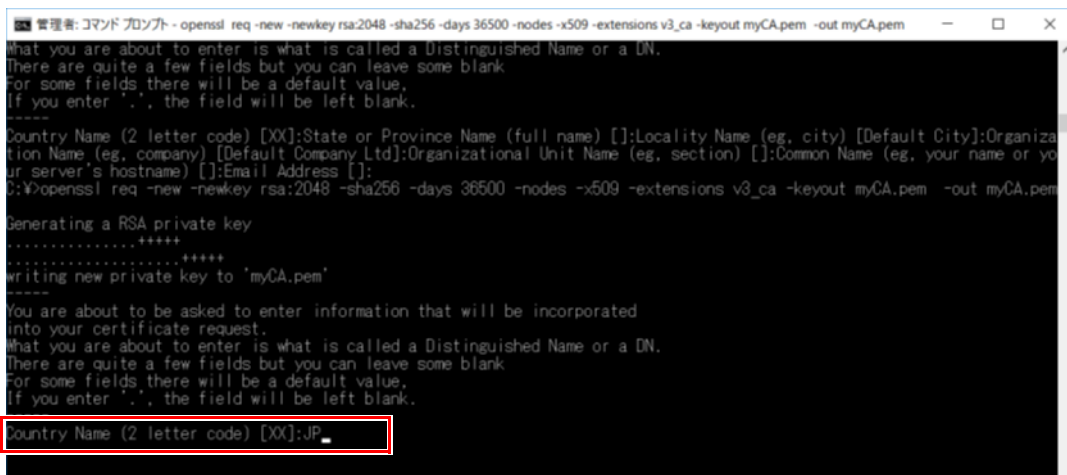 管理者: コマンド プロンプト - openssl req -new -newkey rsa:2048 -sha256 -days 36500 -nodes -x509 -extensions v3_ca -keyout myCA.pem -out myCA.pem
What you are about to enter is what is called a Distinguished Name or a DN.
There are quite a few fields but you can leave some blank
For some fields there will be a default value,
If you enter '.', the field will be left blank.
-----
Country Name (2 letter code) [XX]:State or Province Name (full name) []:Locality Name (eg, city) [Default City]:Organiza
tion Name (eg, company) [Default Company Ltd]:Organizational Unit Name (eg, section) []:Common Name (eg, your name or yo
ur server's hostname) []:Email Address []:
C:¥>openssl req -new -newkey rsa:2048 -sha256 -days 36500 -nodes -x509 -extensions v3_ca -keyout myCA.pem -out myCA.pem
Generating a RSA private key
...............+++++
....................+++++
writing new private key to 'myCA.pem'
-----
You are about to be asked to enter information that will be incorporated
into your certificate request.
What you are about to enter is what is called a Distinguished Name or a DN.
There are quite a few fields but you can leave some blank
For some fields there will be a default value,
If you enter '.', the field will be left blank.
-----
Country Name (2 letter code) [XX]:JP